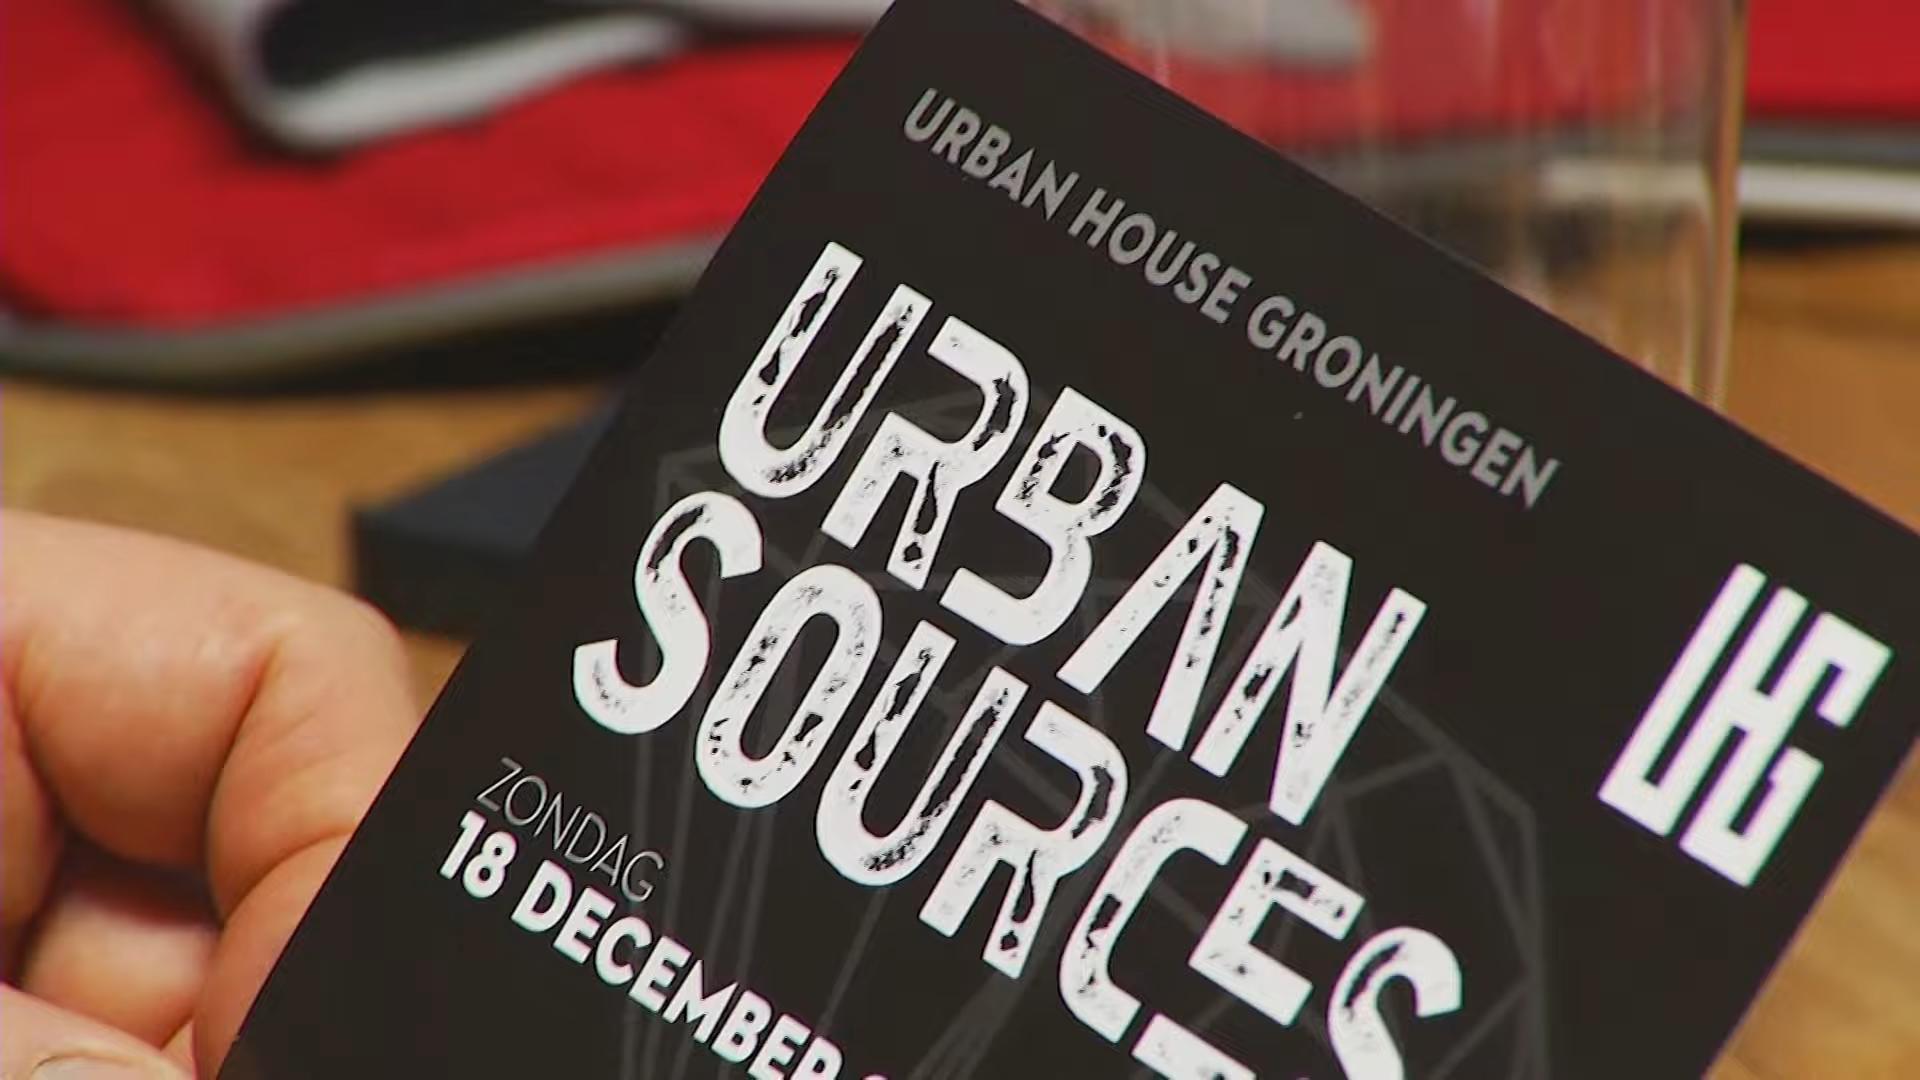 URBAN HOUSE GRONINGEN
URBAN
SOURCES
UHG
ZONDAG
18 DECEMBER